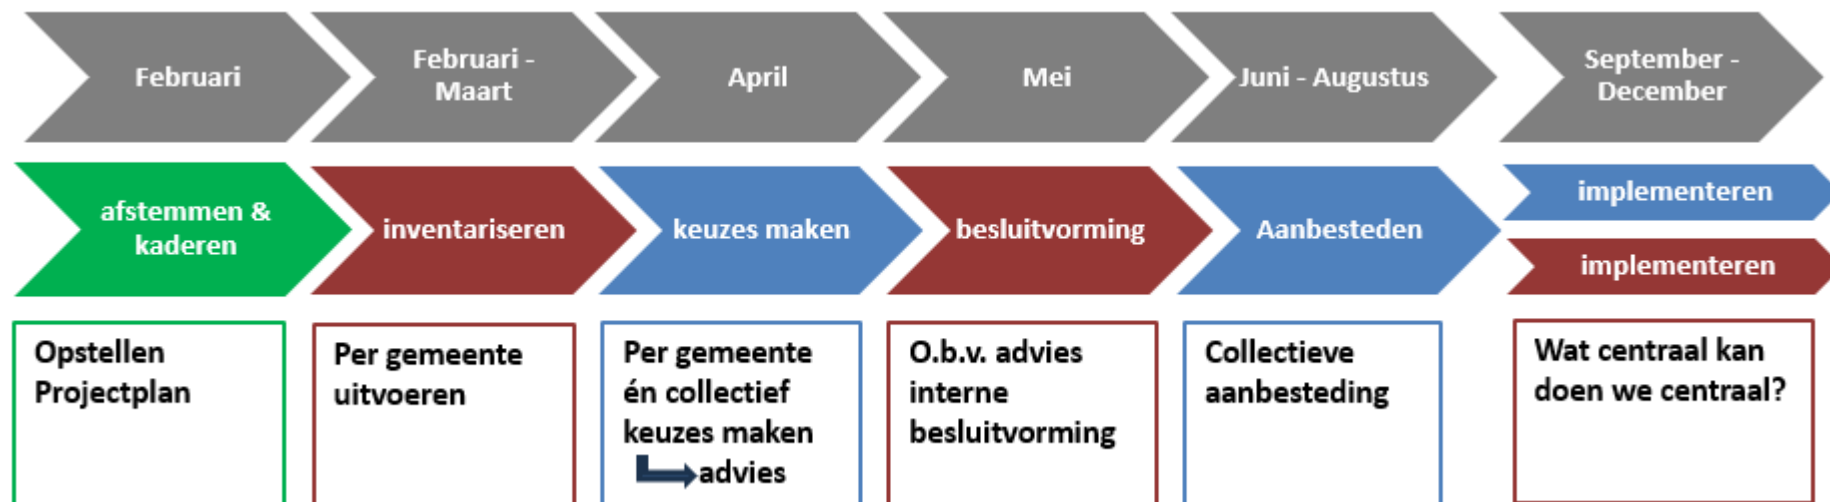 Februari
Februari -
Maart
April
Mei
Juni - Augustus
September -
December
afstemmen &
kaderen
inventariseren
keuzes maken
besluitvorming
Aanbesteden
implementeren
implementeren
Opstellen
Projectplan
Per gemeente
uitvoeren
Per gemeente
én collectief
keuzes maken
advies
O.b.v. advies
interne
besluitvorming
Collectieve
aanbesteding
Wat centraal kan
doen we centraal?